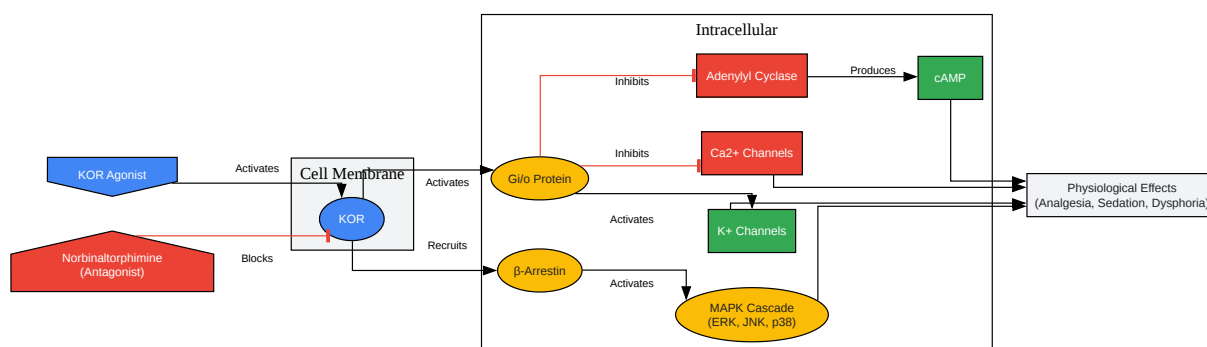 Intracellular
Adenylyl Cyclase
Produces
cAMP
Inhibits
Ca2+ Channels
Inhibits
KOR Agonist
Activates
Cell Membrane
Activates
Gi/o Protein
KOR
Activates
K+ Channels
Physiological Effects
(Analgesia, Sedation, Dysphoria)
Norbinaltorphimine
(Antagonist)
Blocks
Recruits
β-Arrestin
Activates
MAPK Cascade
(ERK, JNK, p38)